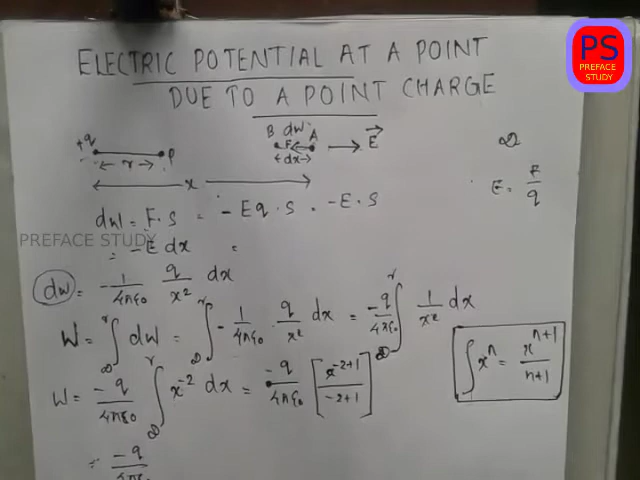 ELECTRIC POTENTIAL AT A POINT
DUE TO A POINT CHARGE
PS
PREFACE
STUDY
+q r P
B dw A
F
dx
E⃗
x
∞
E = F/q
dW = F·S = -Eq·S = -E·S
PREFACE STUDY
= -E dx =
dW = -1/4πε₀ q/x² dx
W = ∫_∞^r dW = ∫_∞^r -1/4πε₀ · q/x² dx = -q/4πε₀ ∫_∞^r 1/x² dx
∫xⁿ = x^(n+1)/(n+1)
W = -q/4πε₀ ∫_∞^r x⁻² dx = -q/4πε₀ [x^(-2+1)/(-2+1)]
= -q/4πε₀